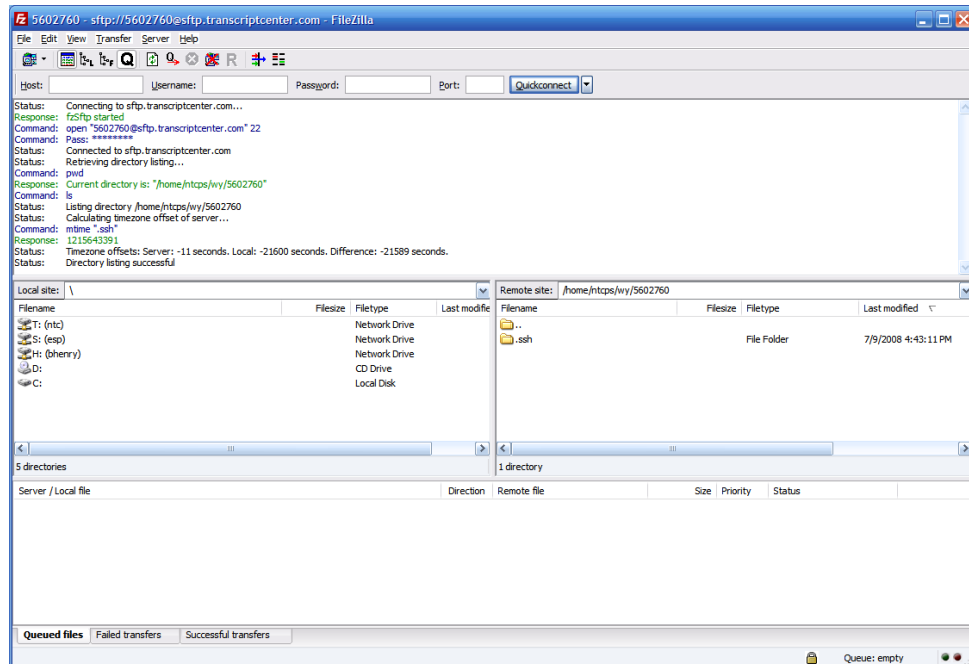 5602760 - sftp://5602760@sftp.transcriptcenter.com - FileZilla
File Edit View Transfer Server Help
Host: Username: Password: Port: Quickconnect
Status: Connecting to sftp.transcriptcenter.com...
Response: fzSftp started
Command: open "5602760@sftp.transcriptcenter.com" 22
Command: Pass: ********
Status: Connected to sftp.transcriptcenter.com
Status: Retrieving directory listing...
Command: pwd
Response: Current directory is: "/home/ntcps/wy/5602760"
Command: ls
Status: Listing directory /home/ntcps/wy/5602760
Status: Calculating timezone offset of server...
Command: mtime ".ssh"
Response: 1215643391
Status: Timezone offsets: Server: -11 seconds. Local: -21600 seconds. Difference: -21589 seconds.
Status: Directory listing successful
Local site: \
Filename Filesize Filetype Last modifie
T: (ntc) Network Drive
S: (esp) Network Drive
H: (bhenry) Network Drive
D: CD Drive
C: Local Disk
5 directories
Remote site: /home/ntcps/wy/5602760
Filename Filesize Filetype Last modified
..
.ssh File Folder 7/9/2008 4:43:11 PM
1 directory
Server / Local file Direction Remote file Size Priority Status
Queued files Failed transfers Successful transfers
Queue: empty